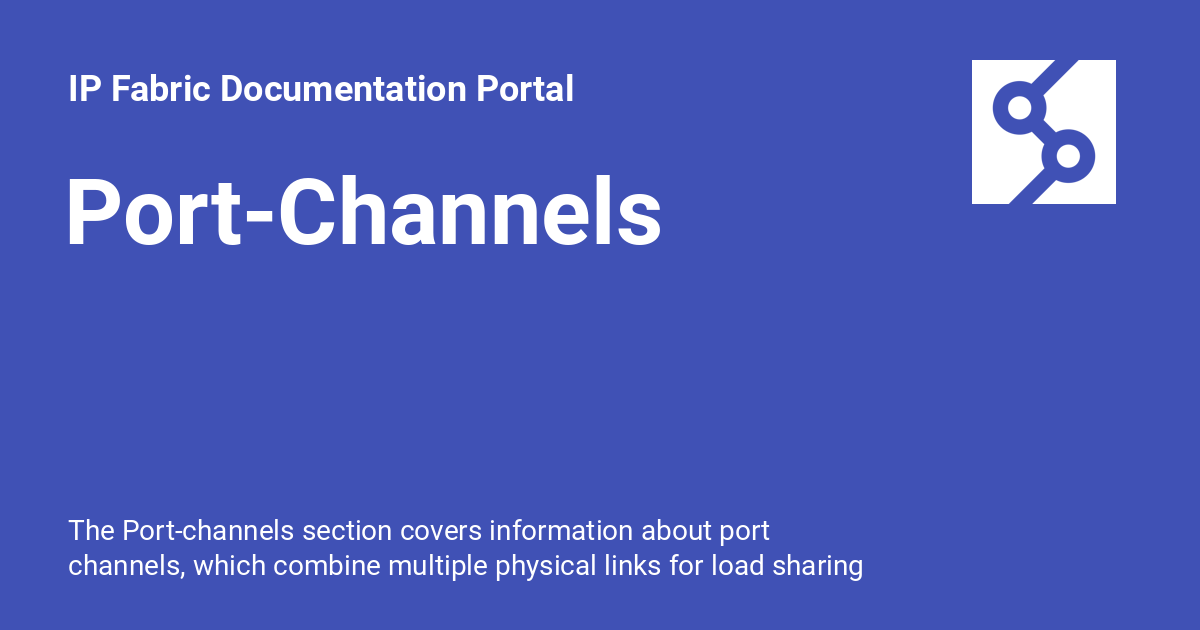 IP Fabric Documentation Portal
Port-Channels
The Port-channels section covers information about port
channels, which combine multiple physical links for load sharing